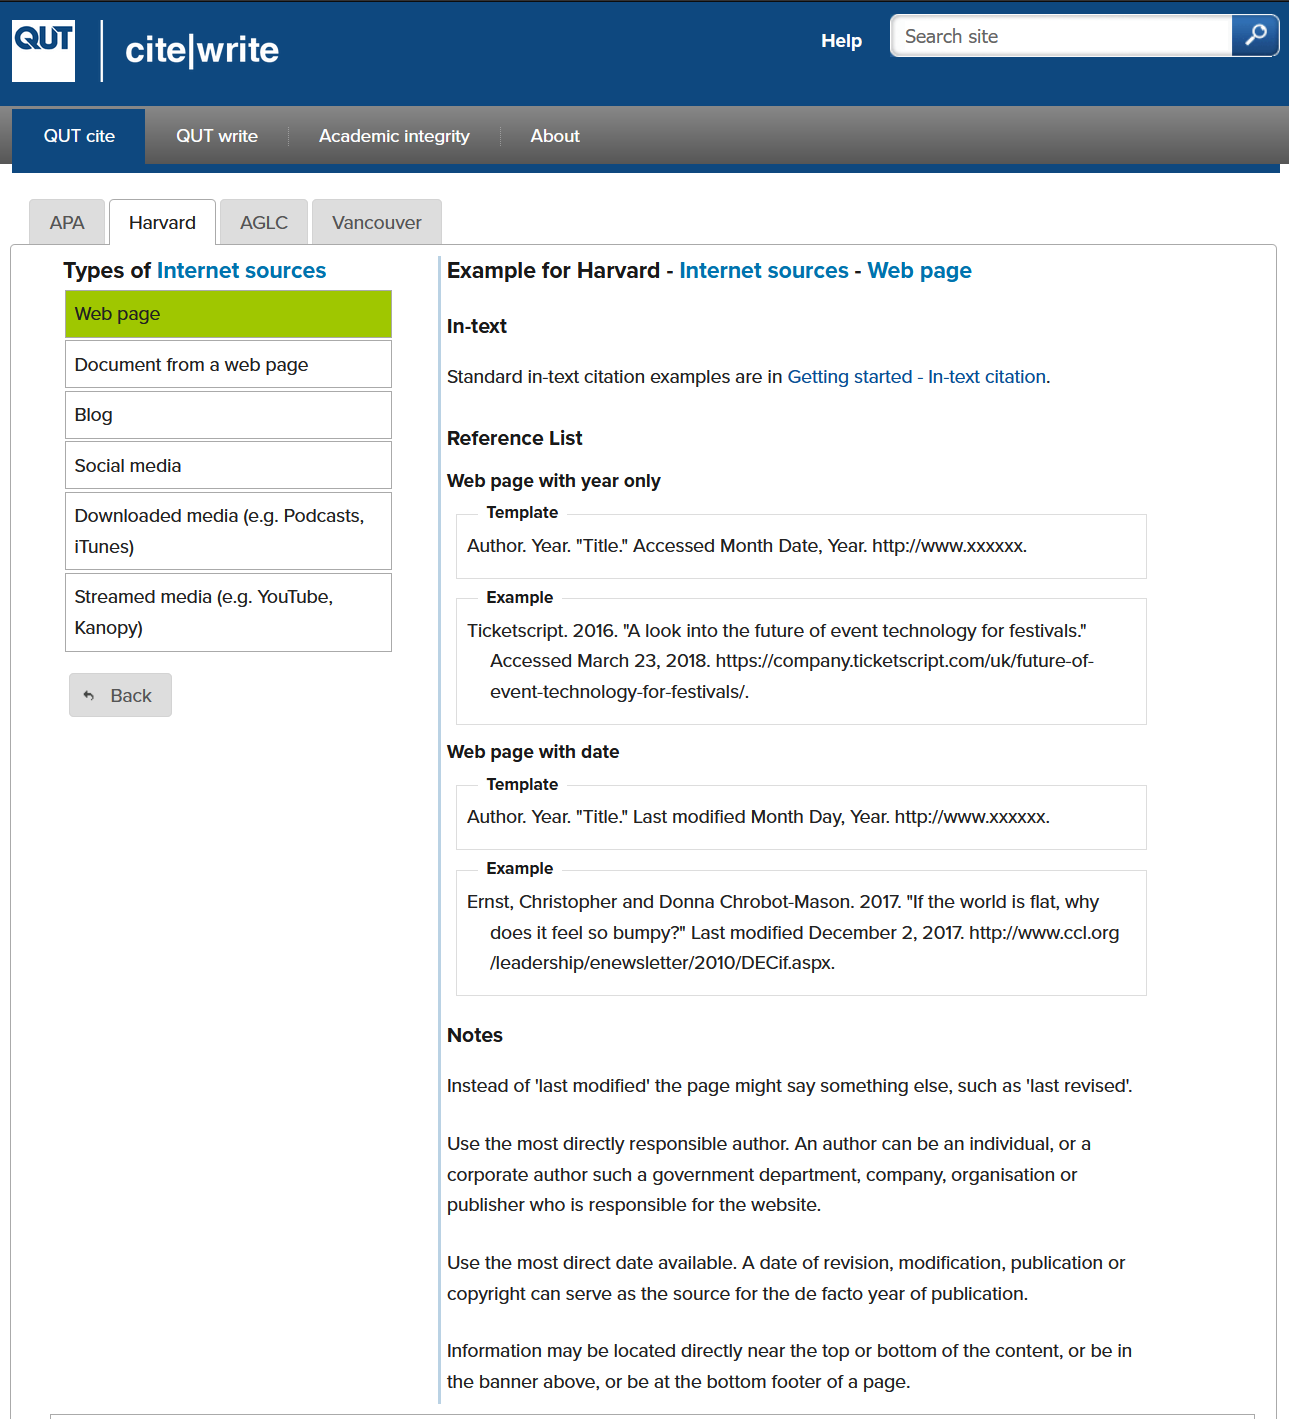 QUT
cite|write
Help
Search site
QUT cite
QUT write
Academic integrity
About
APA
Harvard
AGLC
Vancouver
Types of Internet sources
Web page
Document from a web page
Blog
Social media
Downloaded media (e.g. Podcasts,
iTunes)
Streamed media (e.g. YouTube,
Kanopy)
Back
Example for Harvard - Internet sources - Web page
In-text
Standard in-text citation examples are in Getting started - In-text citation.
Reference List
Web page with year only
Template
Author. Year. "Title." Accessed Month Date, Year. http://www.xxxxxx.
Example
Ticketscript. 2016. "A look into the future of event technology for festivals."
Accessed March 23, 2018. https://company.ticketscript.com/uk/future-of-
event-technology-for-festivals/.
Web page with date
Template
Author. Year. "Title." Last modified Month Day, Year. http://www.xxxxxx.
Example
Ernst, Christopher and Donna Chrobot-Mason. 2017. "If the world is flat, why
does it feel so bumpy?" Last modified December 2, 2017. http://www.ccl.org
/leadership/enewsletter/2010/DECif.aspx.
Notes
Instead of 'last modified' the page might say something else, such as 'last revised'.
Use the most directly responsible author. An author can be an individual, or a
corporate author such a government department, company, organisation or
publisher who is responsible for the website.
Use the most direct date available. A date of revision, modification, publication or
copyright can serve as the source for the de facto year of publication.
Information may be located directly near the top or bottom of the content, or be in
the banner above, or be at the bottom footer of a page.